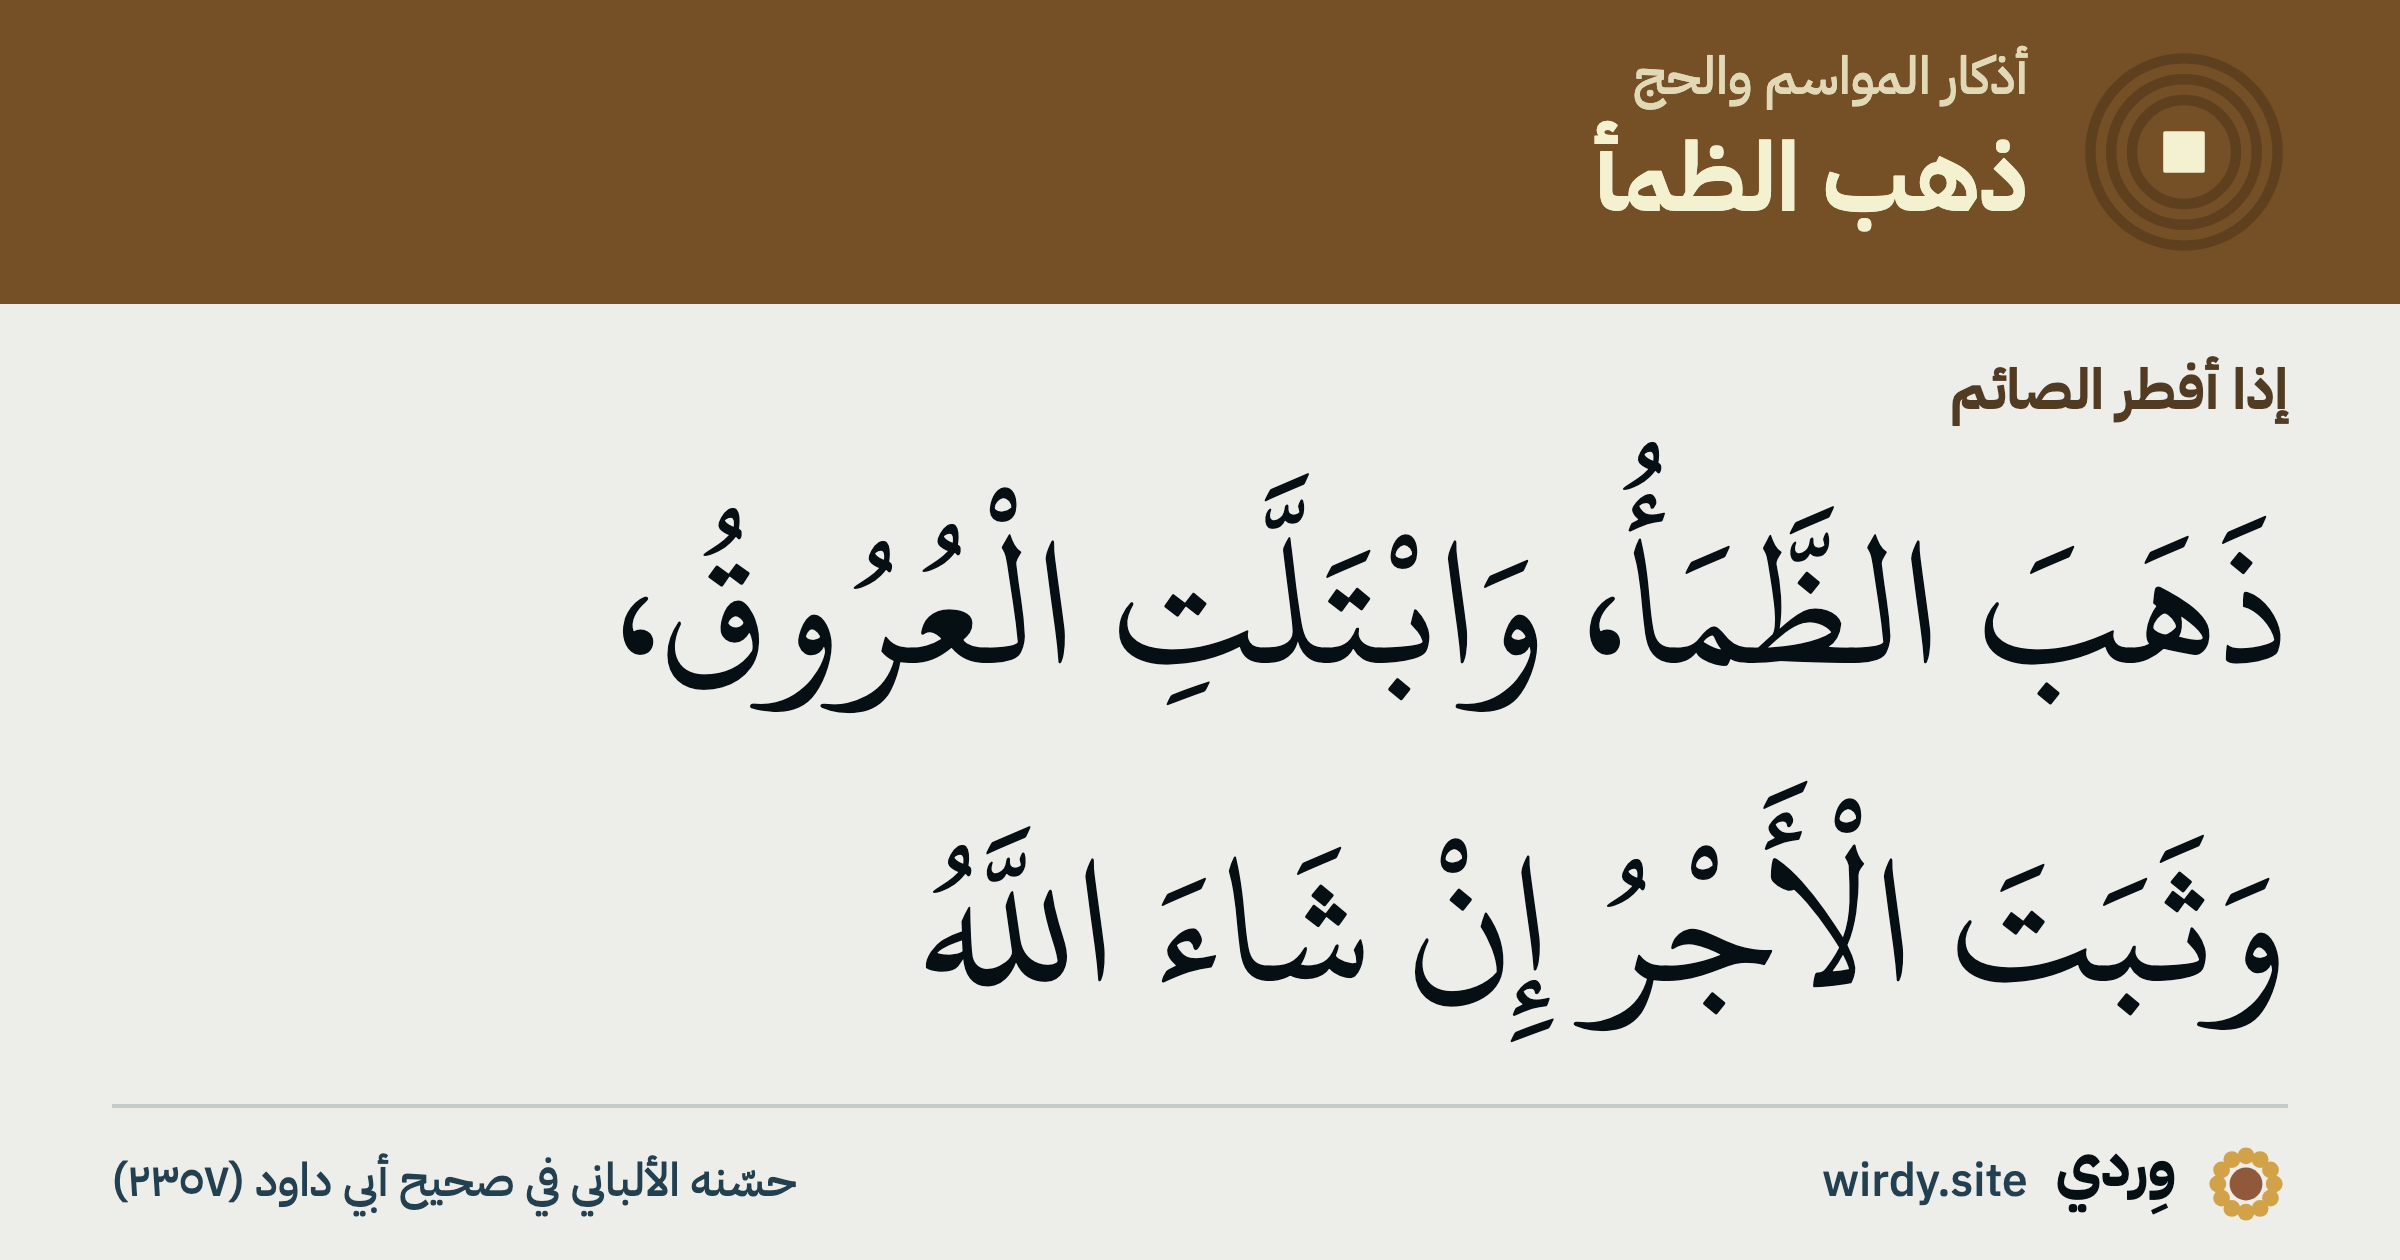 أذكار المواسم والحج
ذهب الظمأ
إذا أفطر الصائم
ذَهَبَ الظَّمَأُ، وَابْتَلَّتِ الْعُرُوقُ،
وَثَبَتَ الْأَجْرُ إِنْ شَاءَ اللَّهُ
وِردي wirdy.site
حسّنه الألباني في صحيح أبي داود (٢٣٥٧)